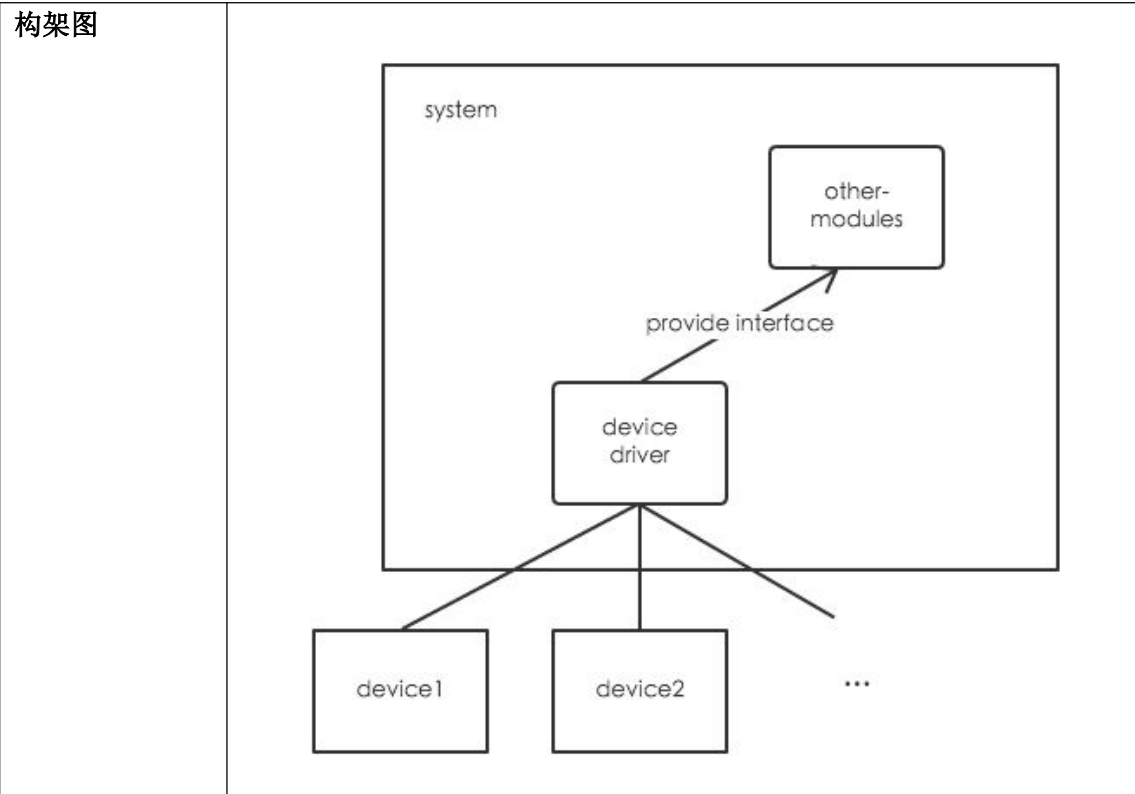 构架图
system
other-
modules
provide interface
device
driver
device1
device2
...